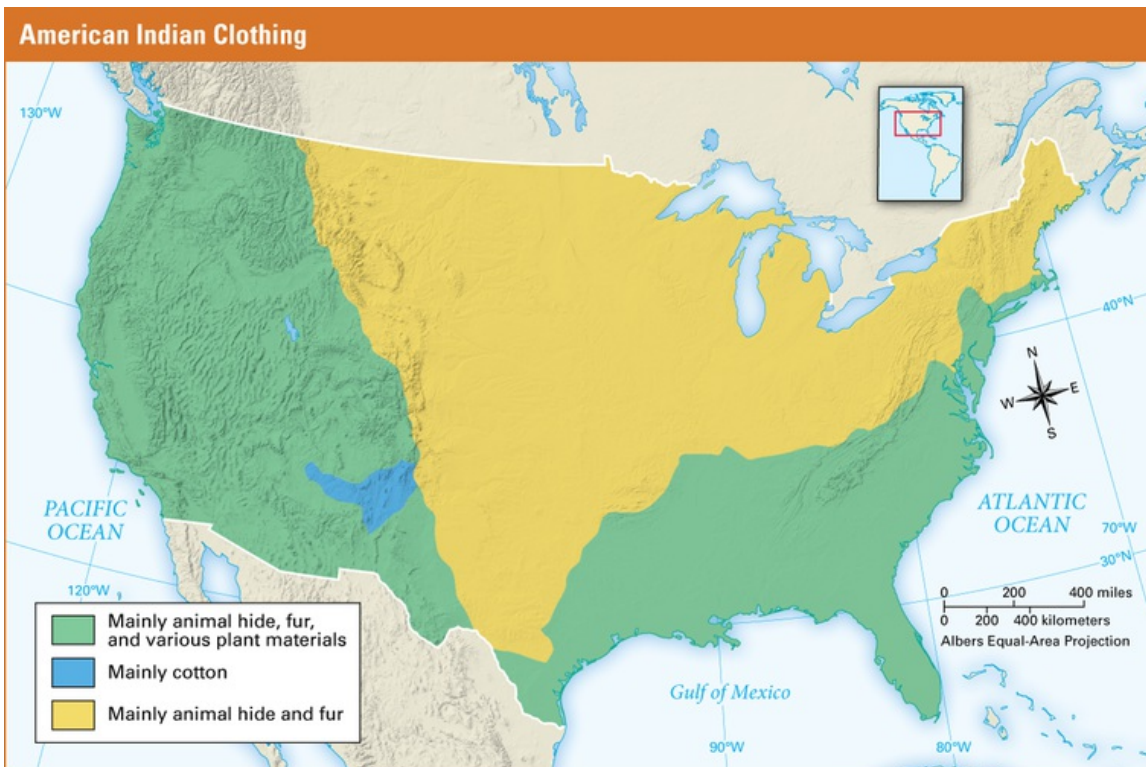 American Indian Clothing
130°W
40°N
N
W
E
S
PACIFIC
OCEAN
ATLANTIC
OCEAN
70°W
30°N
120°W
0 200 400 miles
0 200 400 kilometers
Albers Equal-Area Projection
Mainly animal hide, fur,
and various plant materials
Mainly cotton
Mainly animal hide and fur
Gulf of Mexico
90°W
80°W